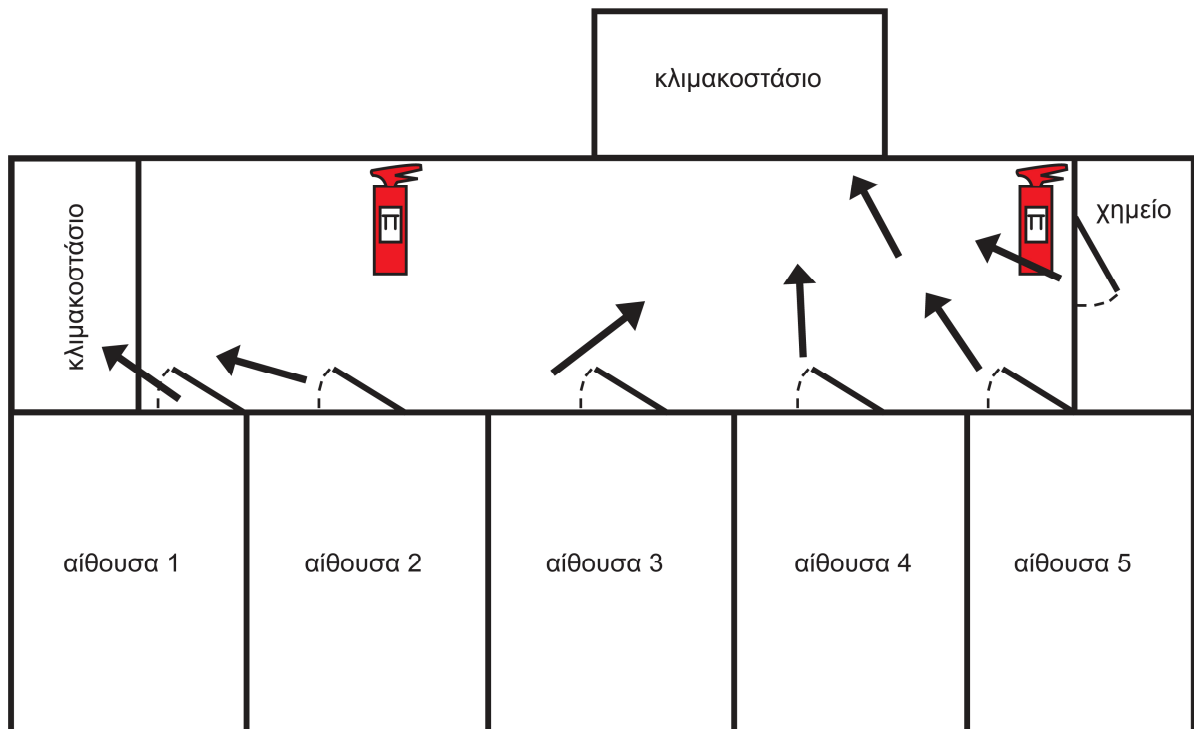 κλιμακοστάσιο
κλιμακοστάσιο
Π
Π
χημείο
αίθουσα 1
αίθουσα 2
αίθουσα 3
αίθουσα 4
αίθουσα 5